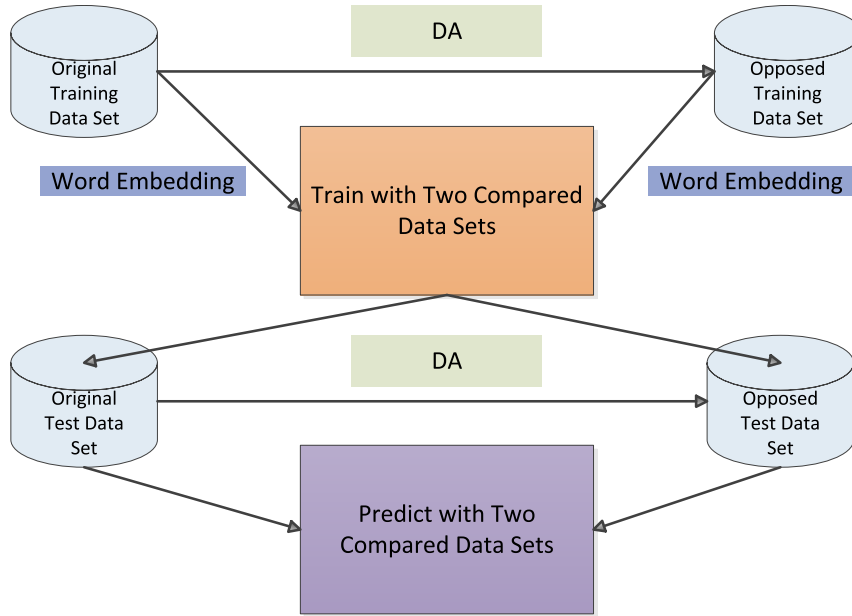 DA
Original
Training
Data Set
Opposed
Training
Data Set
Word Embedding
Train with Two Compared
Data Sets
Word Embedding
DA
Original
Test Data
Set
Opposed
Test Data
Set
Predict with Two
Compared Data Sets